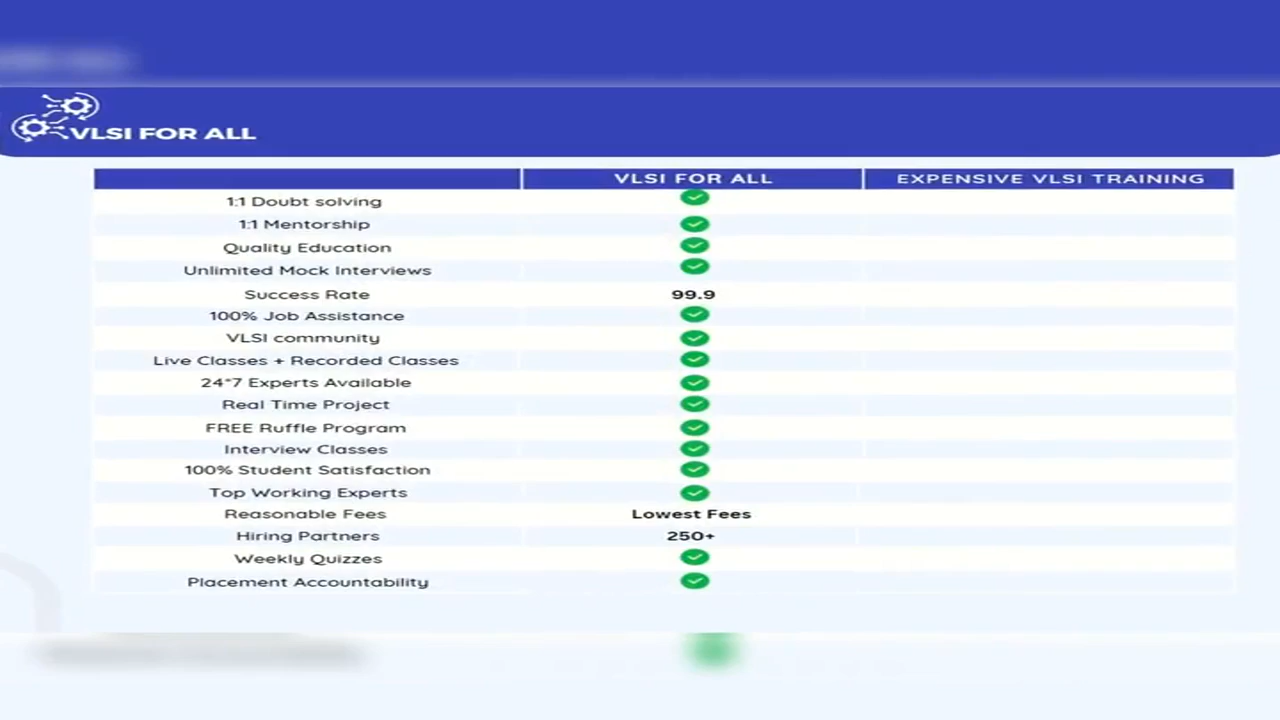 VLSI FOR ALL
VLSI FOR ALL EXPENSIVE VLSI TRAINING
1:1 Doubt solving
1:1 Mentorship
Quality Education
Unlimited Mock Interviews
Success Rate 99.9
100% Job Assistance
VLSI community
Live Classes + Recorded Classes
24*7 Experts Available
Real Time Project
FREE Ruffle Program
Interview Classes
100% Student Satisfaction
Top Working Experts
Reasonable Fees Lowest Fees
Hiring Partners 250+
Weekly Quizzes
Placement Accountability